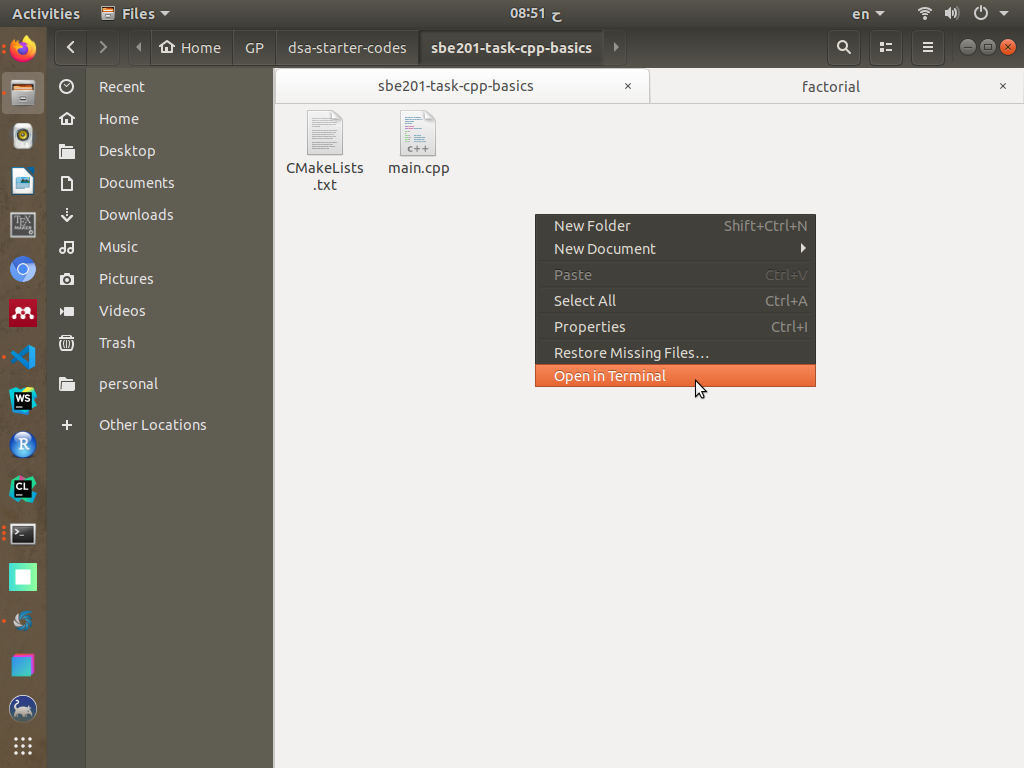 Activities
Files
08:51 ح
en
Home
GP
dsa-starter-codes
sbe201-task-cpp-basics
Recent
Home
Desktop
Documents
Downloads
Music
Pictures
Videos
Trash
personal
Other Locations
sbe201-task-cpp-basics
factorial
c++
CMakeLists
.txt
main.cpp
New Folder Shift+Ctrl+N
New Document
Paste Ctrl+V
Select All Ctrl+A
Properties Ctrl+I
Restore Missing Files…
Open in Terminal
WS
R
CL